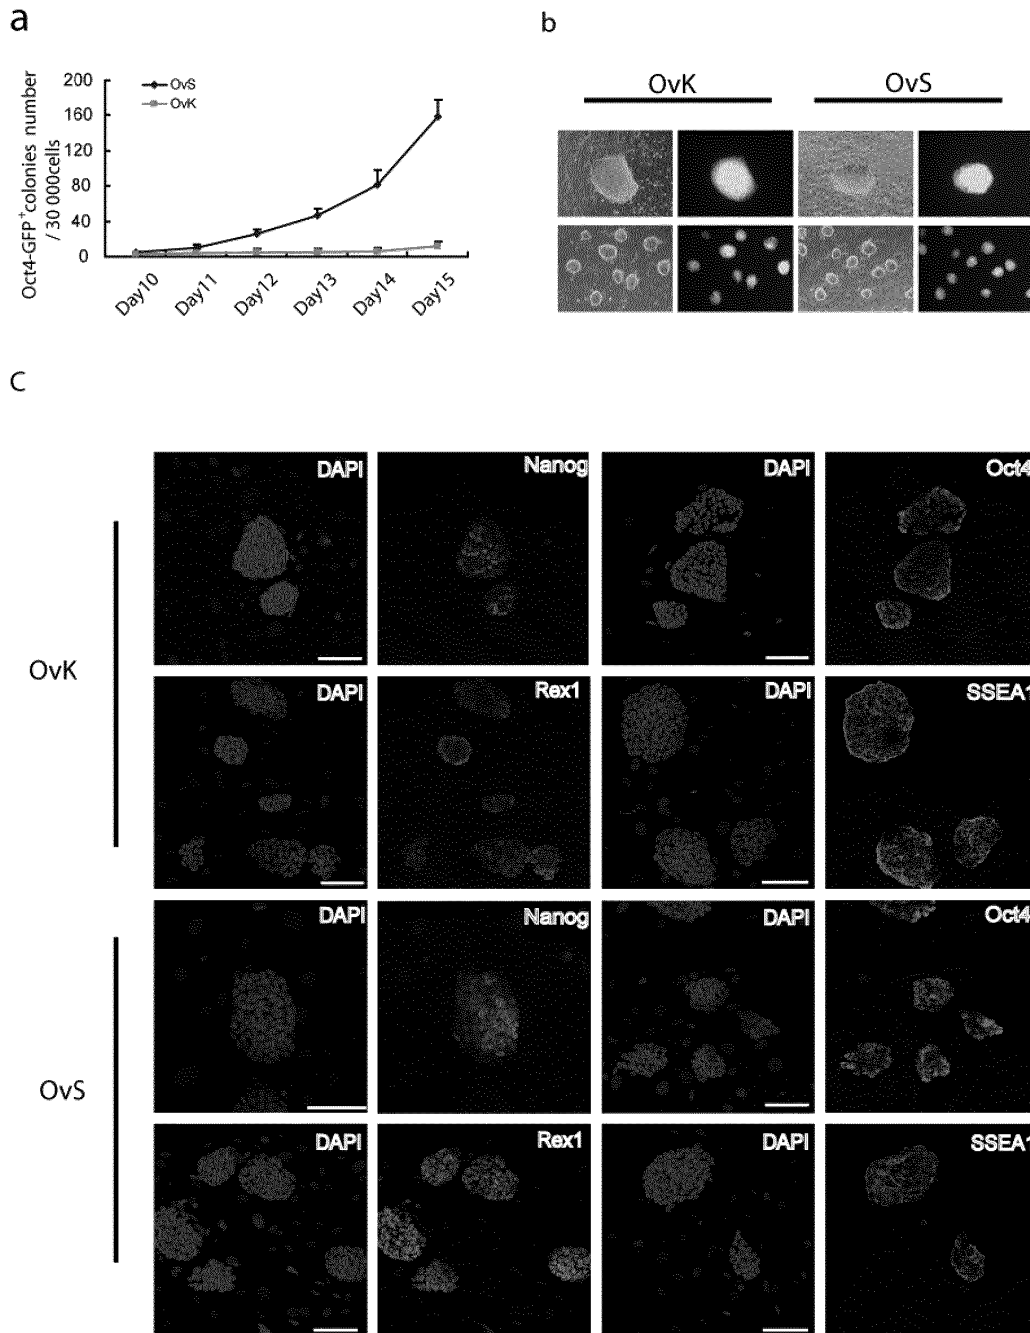 a
Oct4-GFP+colonies number
/ 30 000cells
200
160
120
80
40
0
OvS
OvK
Day10
Day11
Day12
Day13
Day14
Day15
b
OvK
OvS
C
OvK
DAPI
Nanog
DAPI
Oct4
DAPI
Rex1
DAPI
SSEA1
OvS
DAPI
Nanog
DAPI
Oct4
DAPI
Rex1
DAPI
SSEA1